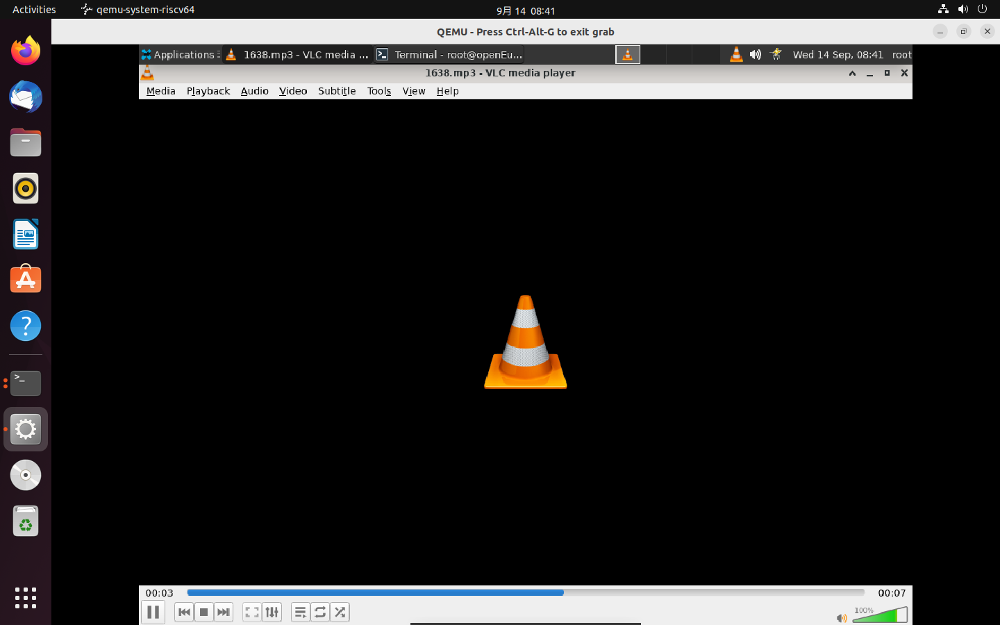 Activities
qemu-system-riscv64
9月 14 08:41
QEMU - Press Ctrl-Alt-G to exit grab
Applications
1638.mp3 - VLC media ...
Terminal - root@openEu...
Wed 14 Sep, 08:41
root
1638.mp3 - VLC media player
Media Playback Audio Video Subtitle Tools View Help
00:03
00:07
100%